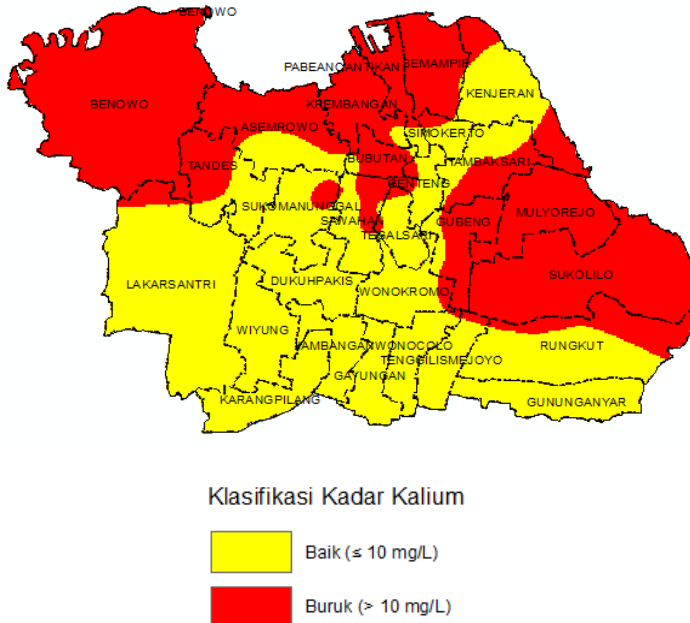 BENOWO
PABEANCANTIKAN
SEMAMPIR
BENOWO
KREMBANGAN
KENJERAN
ASEMROWO
SIMOKERTO
TANDES
BUBUTAN
TAMBAKSARI
GENTENG
SUKOMANUNGGAL
SAWAHAN
TEGALSARI
GUBENG
MULYOREJO
LAKARSANTRI
DUKUHPAKIS
WONOKROMO
SUKOLILO
WIYUNG
JAMBANGAN
WONOCOLO
TENGGILISMEJOYO
RUNGKUT
GAYUNGAN
KARANGPILANG
GUNUNGANYAR
Klasifikasi Kadar Kalium
Baik (≤ 10 mg/L)
Buruk (> 10 mg/L)